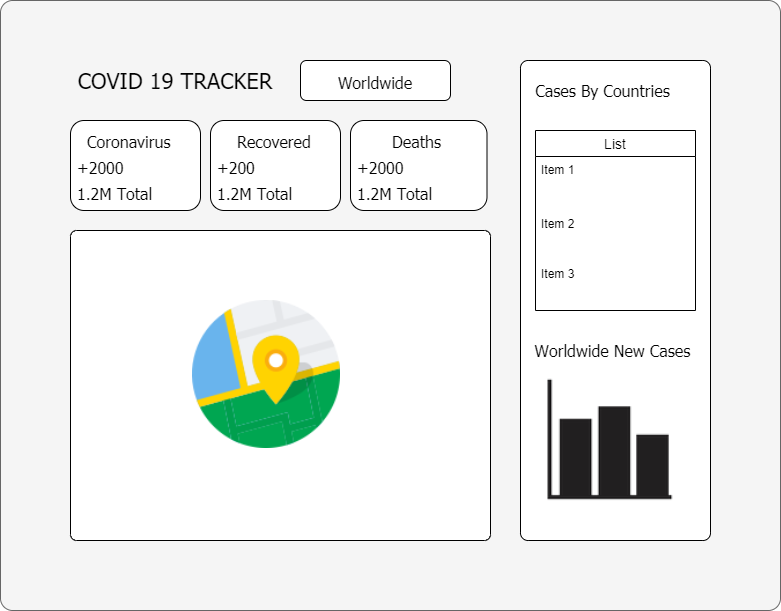 COVID 19 TRACKER
Worldwide
Coronavirus
+2000
1.2M Total
Recovered
+200
1.2M Total
Deaths
+2000
1.2M Total
Cases By Countries
List
Item 1
Item 2
Item 3
Worldwide New Cases